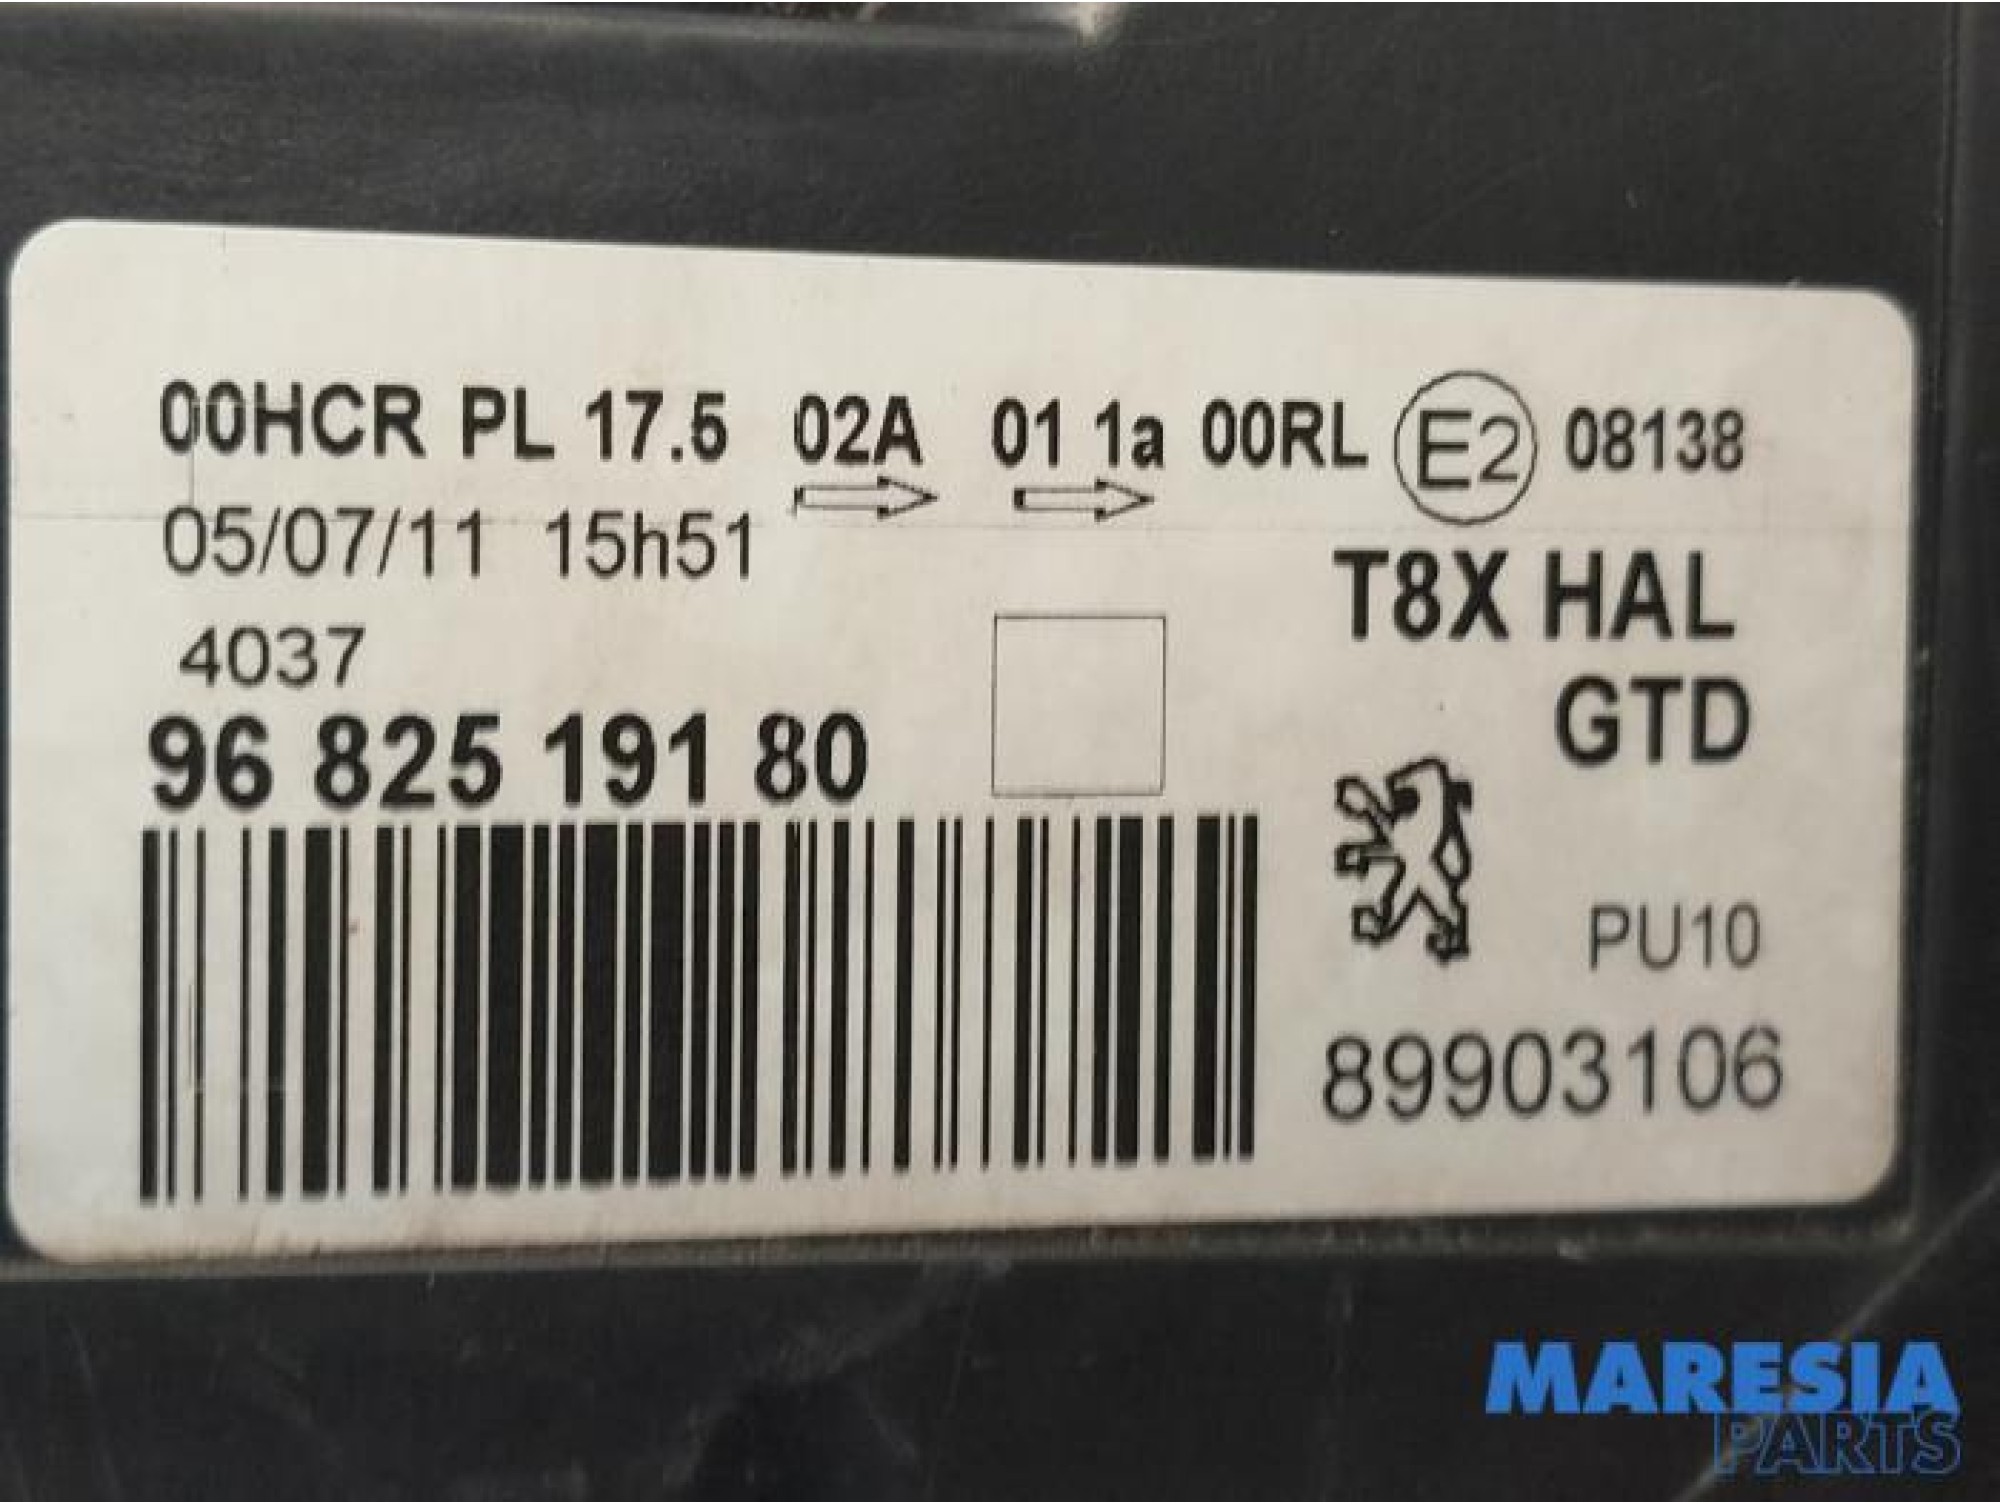 00HCR PL 17.5 02A 01 1a 00RL E2 08138
05/07/11 15h51
T8X HAL
4037
GTD
96 825 191 80
PU10
89903106
MARESIA
PARTS